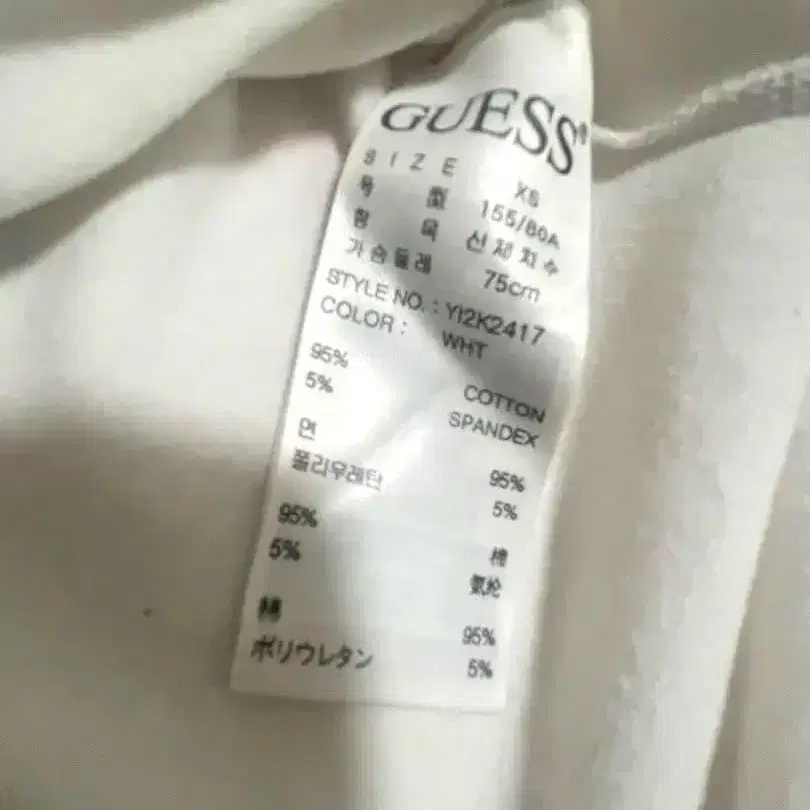 GUESS®
SIZE XS
号型 155/80A
항목 신체치수
가슴둘레 75cm
STYLE NO. : YI2K2417
COLOR : WHT
95% COTTON
5% SPANDEX
면 95%
폴리우레탄 5%
95% 棉
5% 氨纶
綿 95%
ポリウレタン 5%